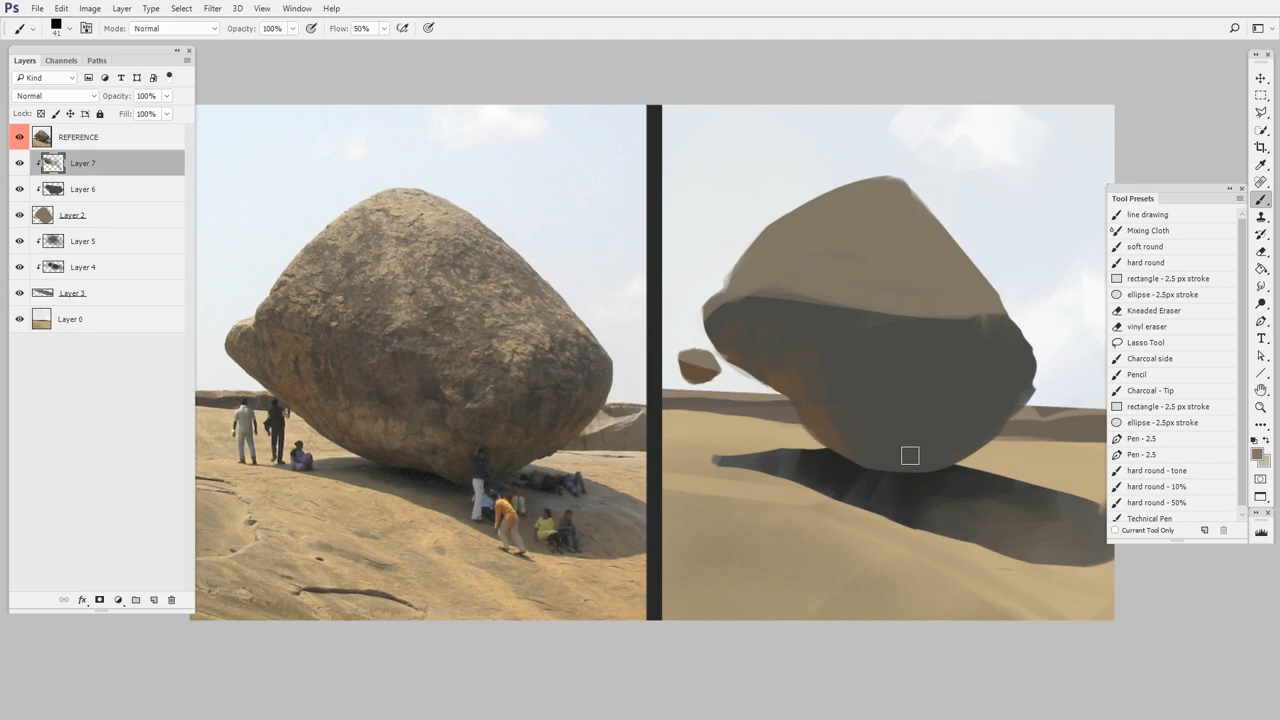 Ps File Edit Image Layer Type Select Filter 3D View Window Help
41 Mode: Normal Opacity: 100% Flow: 50%
Layers Channels Paths
Kind
Normal Opacity: 100%
Lock: Fill: 100%
REFERENCE
Layer 7
Layer 6
Layer 2
Layer 5
Layer 4
Layer 3
Layer 0
fx
Tool Presets
line drawing
Mixing Cloth
soft round
hard round
rectangle - 2.5 px stroke
ellipse - 2.5px stroke
Kneaded Eraser
vinyl eraser
Lasso Tool
Charcoal side
Pencil
Charcoal - Tip
rectangle - 2.5 px stroke
ellipse - 2.5px stroke
Pen - 2.5
Pen - 2.5
hard round - tone
hard round - 10%
hard round - 50%
Technical Pen
Current Tool Only